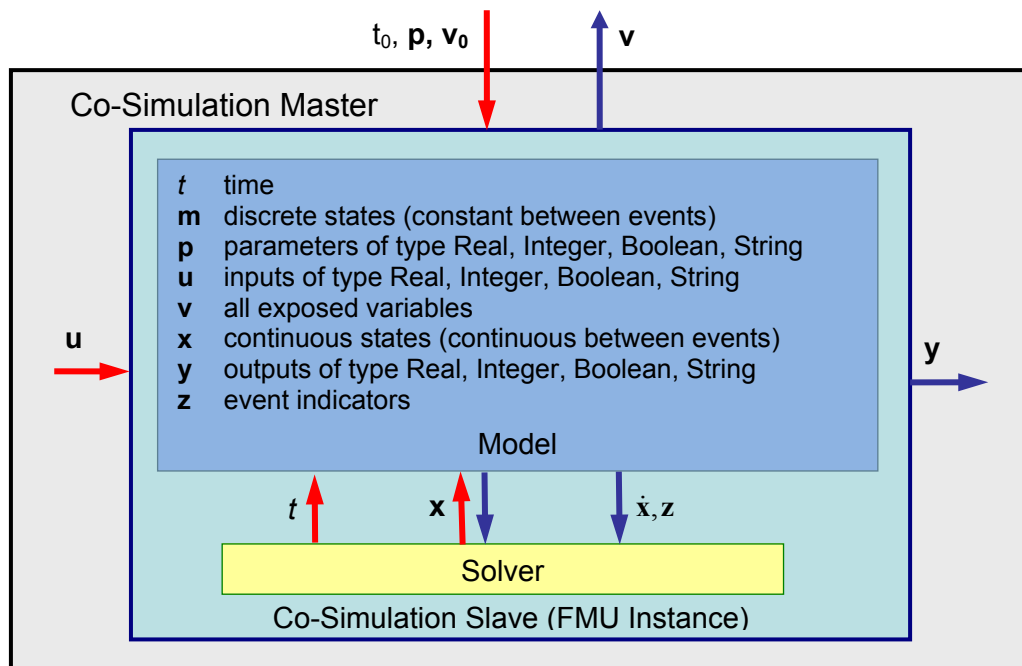 t0, p, v0
v
Co-Simulation Master
t time
m discrete states (constant between events)
p parameters of type Real, Integer, Boolean, String
u inputs of type Real, Integer, Boolean, String
v all exposed variables
x continuous states (continuous between events)
y outputs of type Real, Integer, Boolean, String
z event indicators
u
y
Model
t
x
ẋ, z
Solver
Co-Simulation Slave (FMU Instance)